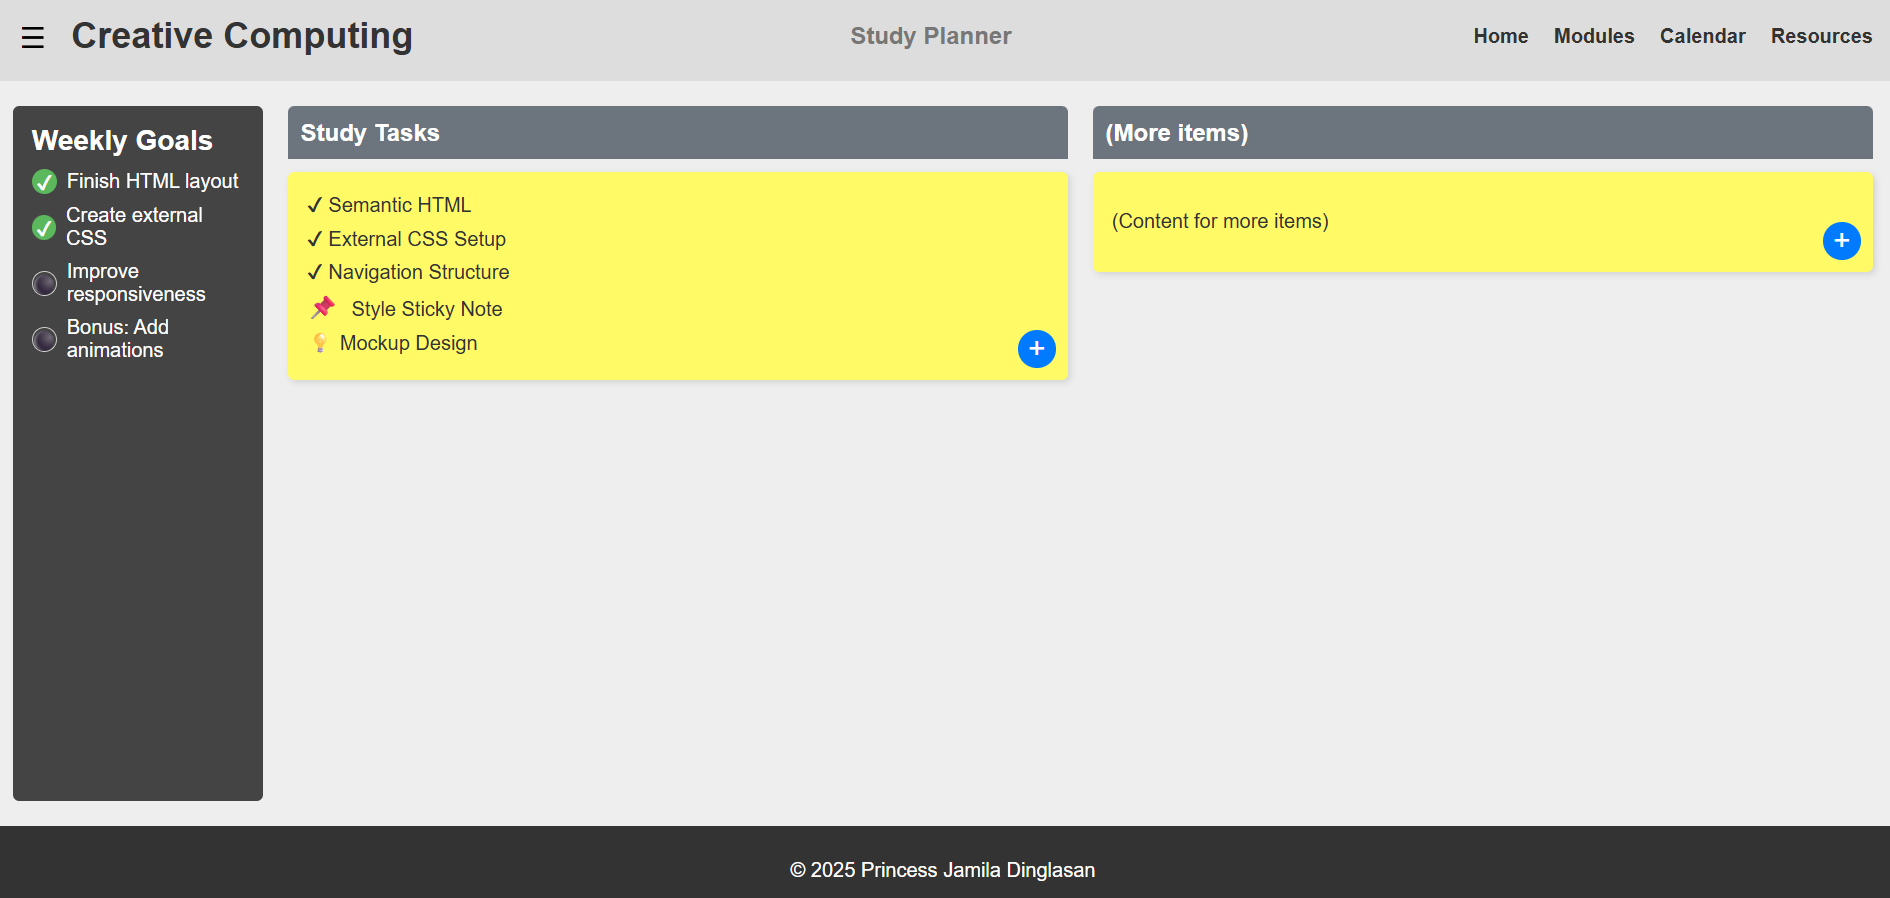 ☰ Creative Computing
Study Planner
Home Modules Calendar Resources
Weekly Goals
✓ Finish HTML layout
✓ Create external
CSS
Improve
responsiveness
Bonus: Add
animations
Study Tasks
✓ Semantic HTML
✓ External CSS Setup
✓ Navigation Structure
📌 Style Sticky Note
💡 Mockup Design
+
(More items)
(Content for more items)
+
© 2025 Princess Jamila Dinglasan